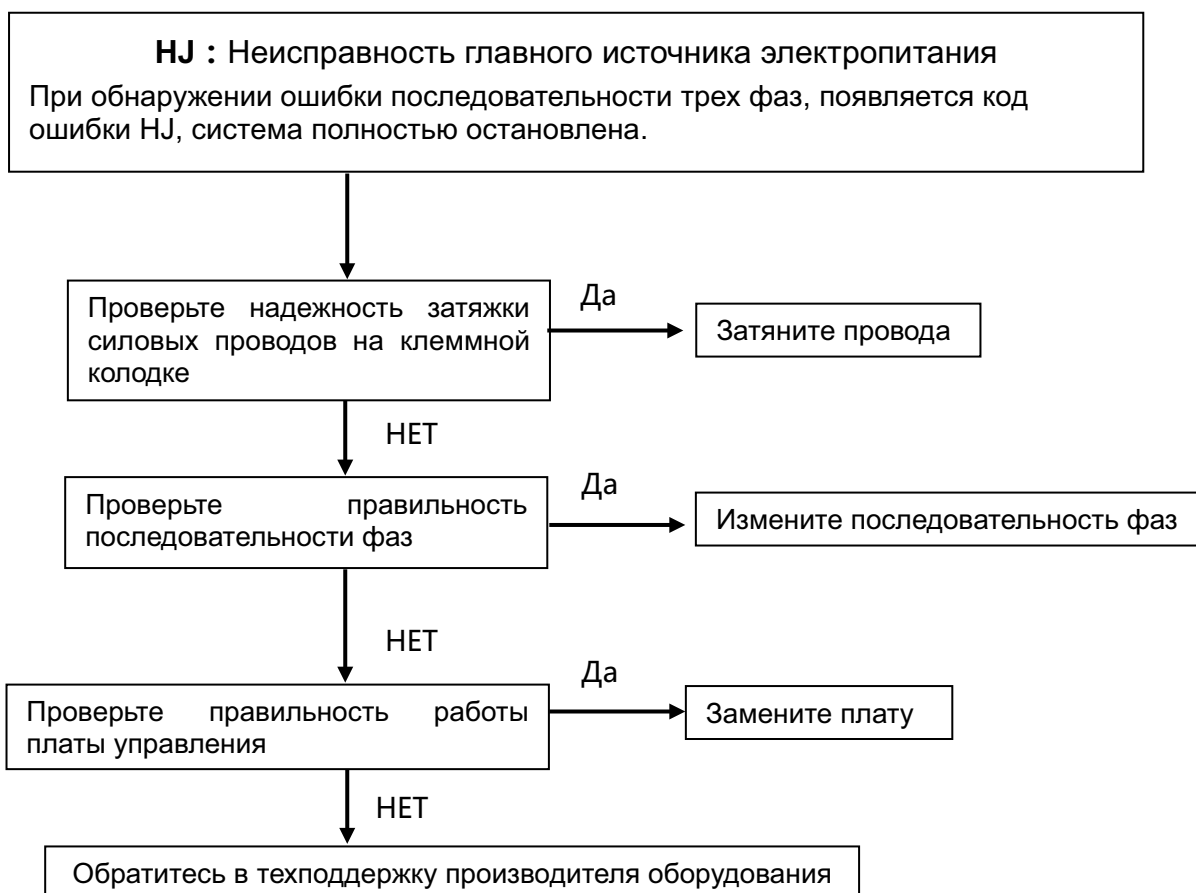 HJ : Неисправность главного источника электропитания
При обнаружении ошибки последовательности трех фаз, появляется код
ошибки HJ, система полностью остановлена.
Проверьте надежность затяжки
силовых проводов на клеммной
колодке
Да
Затяните провода
НЕТ
Проверьте правильность
последовательности фаз
Да
Измените последовательность фаз
НЕТ
Проверьте правильность работы
платы управления
Да
Замените плату
НЕТ
Обратитесь в техподдержку производителя оборудования